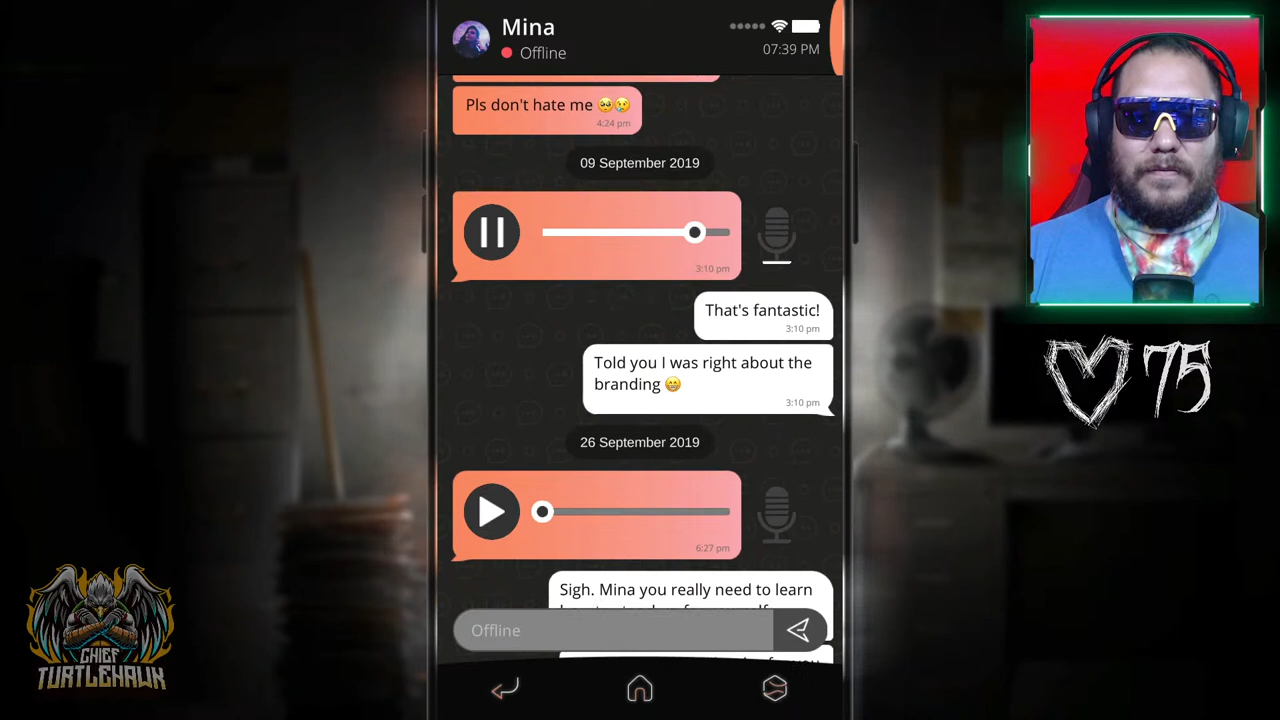 Mina
Offline
07:39 PM
Pls don't hate me 🥺😢
4:24 pm
09 September 2019
3:10 pm
That's fantastic!
3:10 pm
Told you I was right about the
branding 😁
3:10 pm
26 September 2019
6:27 pm
Sigh. Mina you really need to learn
Offline
75
CHIEF
TURTLEHAWK